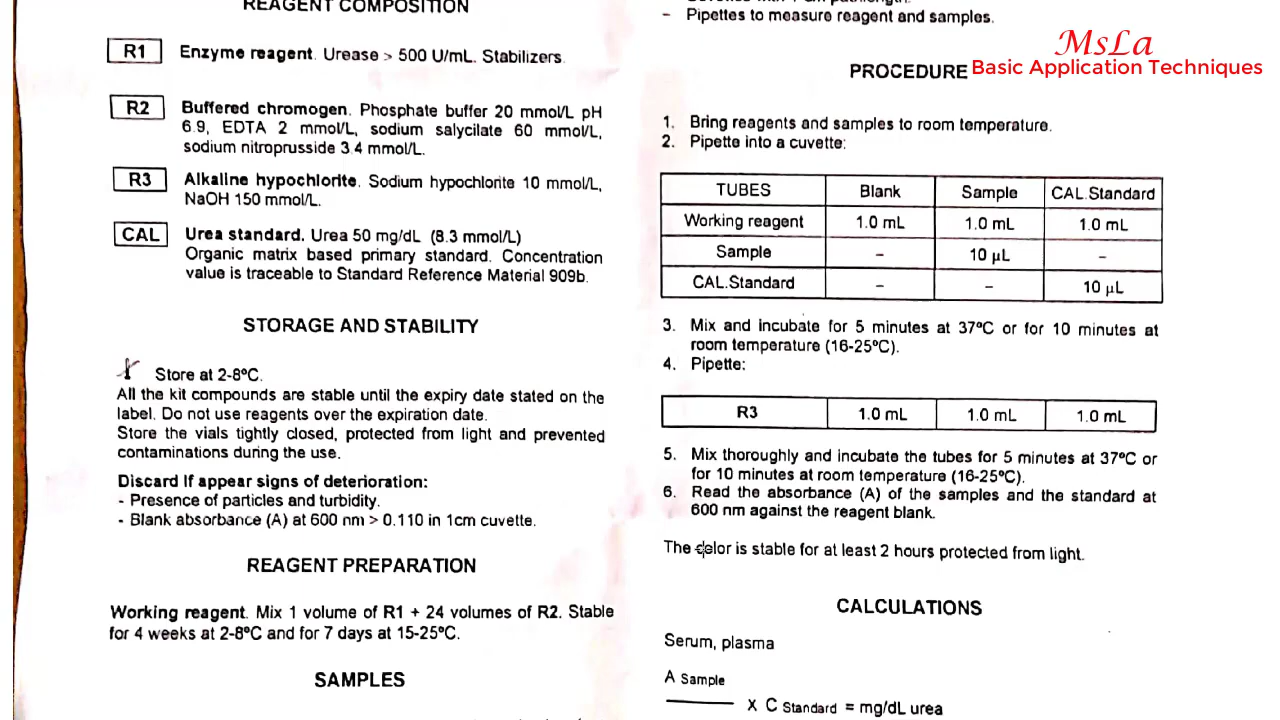 REAGENT COMPOSITION
R1 Enzyme reagent. Urease > 500 U/mL. Stabilizers.
R2 Buffered chromogen. Phosphate buffer 20 mmol/L pH
6.9, EDTA 2 mmol/L, sodium salycilate 60 mmol/L,
sodium nitroprusside 3.4 mmol/L.
R3 Alkaline hypochlorite. Sodium hypochlorite 10 mmol/L,
NaOH 150 mmol/L.
CAL Urea standard. Urea 50 mg/dL (8.3 mmol/L)
Organic matrix based primary standard. Concentration
value is traceable to Standard Reference Material 909b.
STORAGE AND STABILITY
Store at 2-8ºC.
All the kit compounds are stable until the expiry date stated on the
label. Do not use reagents over the expiration date.
Store the vials tightly closed, protected from light and prevented
contaminations during the use.
Discard If appear signs of deterioration:
- Presence of particles and turbidity.
- Blank absorbance (A) at 600 nm > 0.110 in 1cm cuvette.
REAGENT PREPARATION
Working reagent. Mix 1 volume of R1 + 24 volumes of R2. Stable
for 4 weeks at 2-8ºC and for 7 days at 15-25ºC.
SAMPLES
- Pipettes to measure reagent and samples.
MsLa
Basic Application Techniques
PROCEDURE
1. Bring reagents and samples to room temperature.
2. Pipette into a cuvette:
TUBES Blank Sample CAL.Standard
Working reagent 1.0 mL 1.0 mL 1.0 mL
Sample – 10 µL –
CAL.Standard – – 10 µL
3. Mix and incubate for 5 minutes at 37ºC or for 10 minutes at
room temperature (16-25ºC).
4. Pipette:
R3 1.0 mL 1.0 mL 1.0 mL
5. Mix thoroughly and incubate the tubes for 5 minutes at 37ºC or
for 10 minutes at room temperature (16-25ºC).
6. Read the absorbance (A) of the samples and the standard at
600 nm against the reagent blank.
The color is stable for at least 2 hours protected from light.
CALCULATIONS
Serum, plasma
A Sample
x C Standard = mg/dL urea